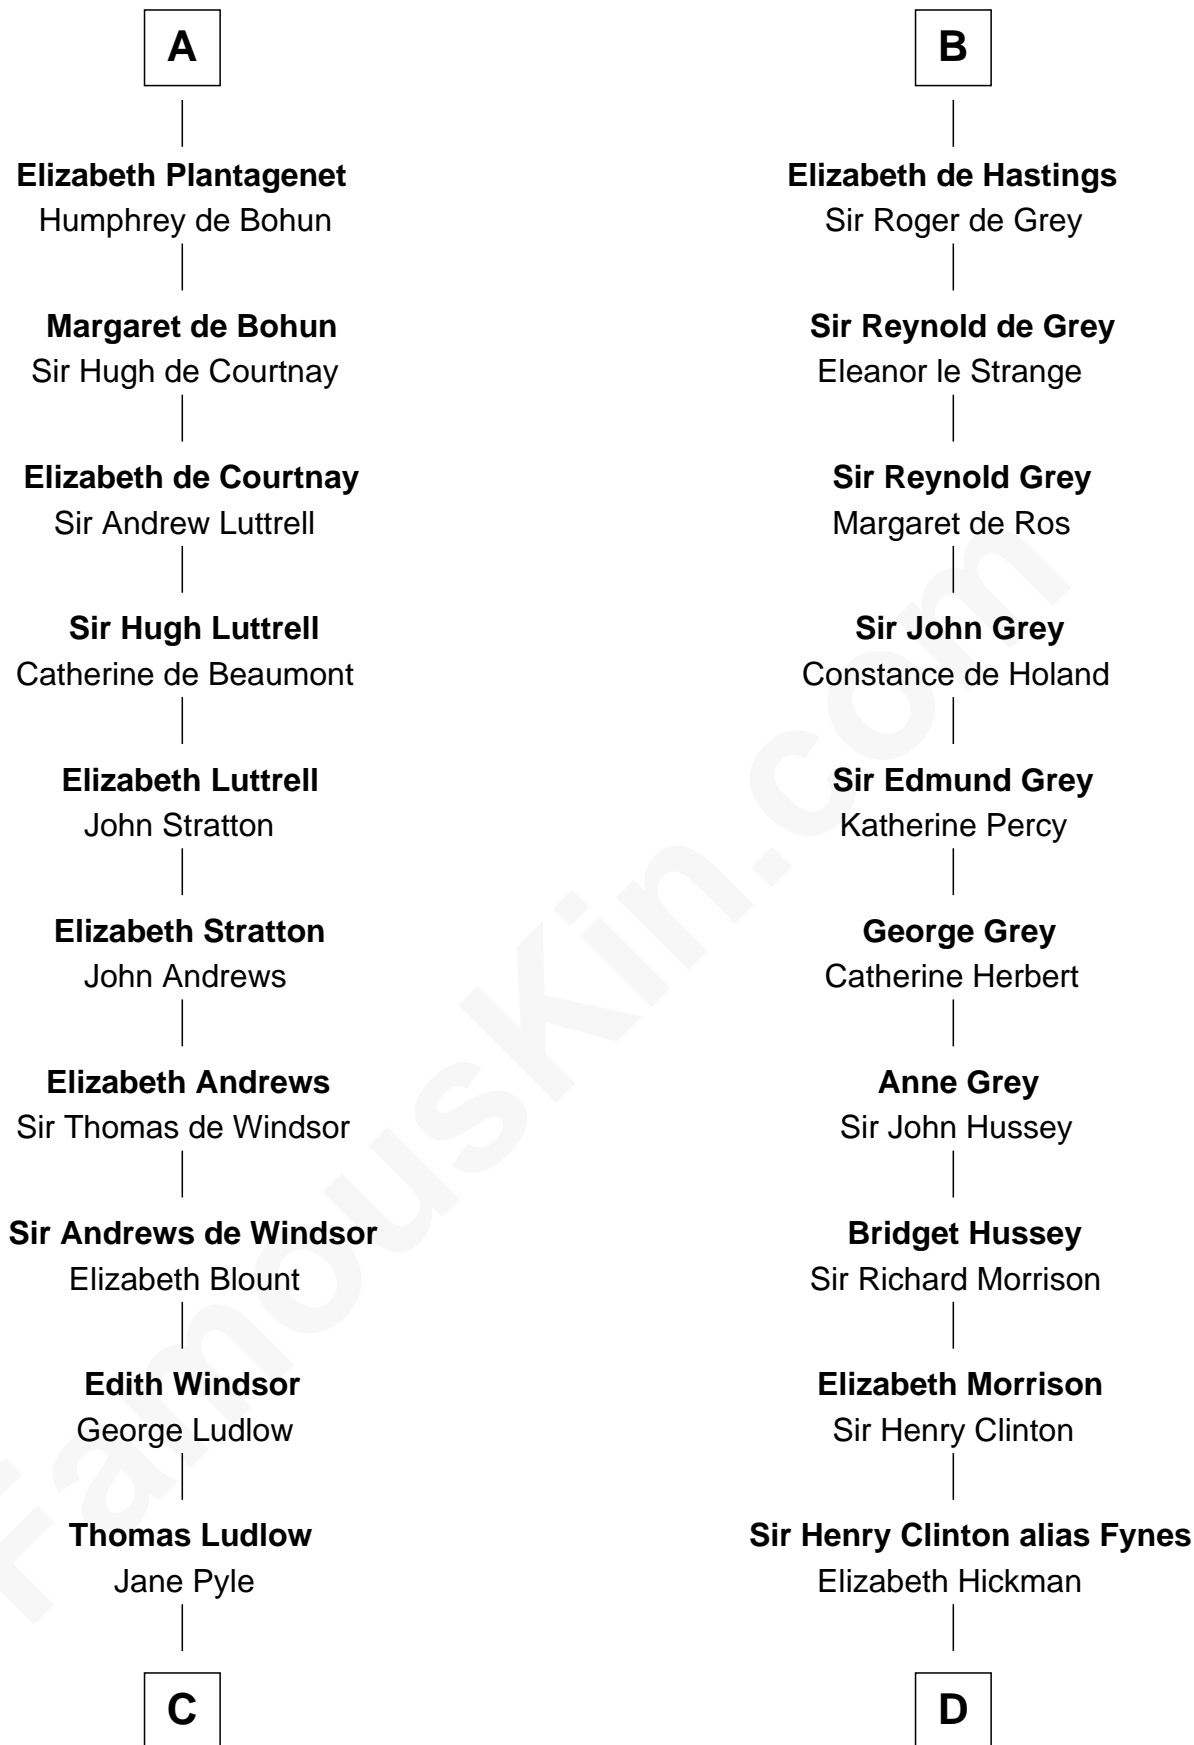 A
Elizabeth Plantagenet
Humphrey de Bohun
Margaret de Bohun
Sir Hugh de Courtnay
Elizabeth de Courtnay
Sir Andrew Luttrell
Sir Hugh Luttrell
Catherine de Beaumont
Elizabeth Luttrell
John Stratton
Elizabeth Stratton
John Andrews
Elizabeth Andrews
Sir Thomas de Windsor
Sir Andrews de Windsor
Elizabeth Blount
Edith Windsor
George Ludlow
Thomas Ludlow
Jane Pyle
C
B
Elizabeth de Hastings
Sir Roger de Grey
Sir Reynold de Grey
Eleanor le Strange
Sir Reynold Grey
Margaret de Ros
Sir John Grey
Constance de Holand
Sir Edmund Grey
Katherine Percy
George Grey
Catherine Herbert
Anne Grey
Sir John Hussey
Bridget Hussey
Sir Richard Morrison
Elizabeth Morrison
Sir Henry Clinton
Sir Henry Clinton alias Fynes
Elizabeth Hickman
D
FamousKin.com